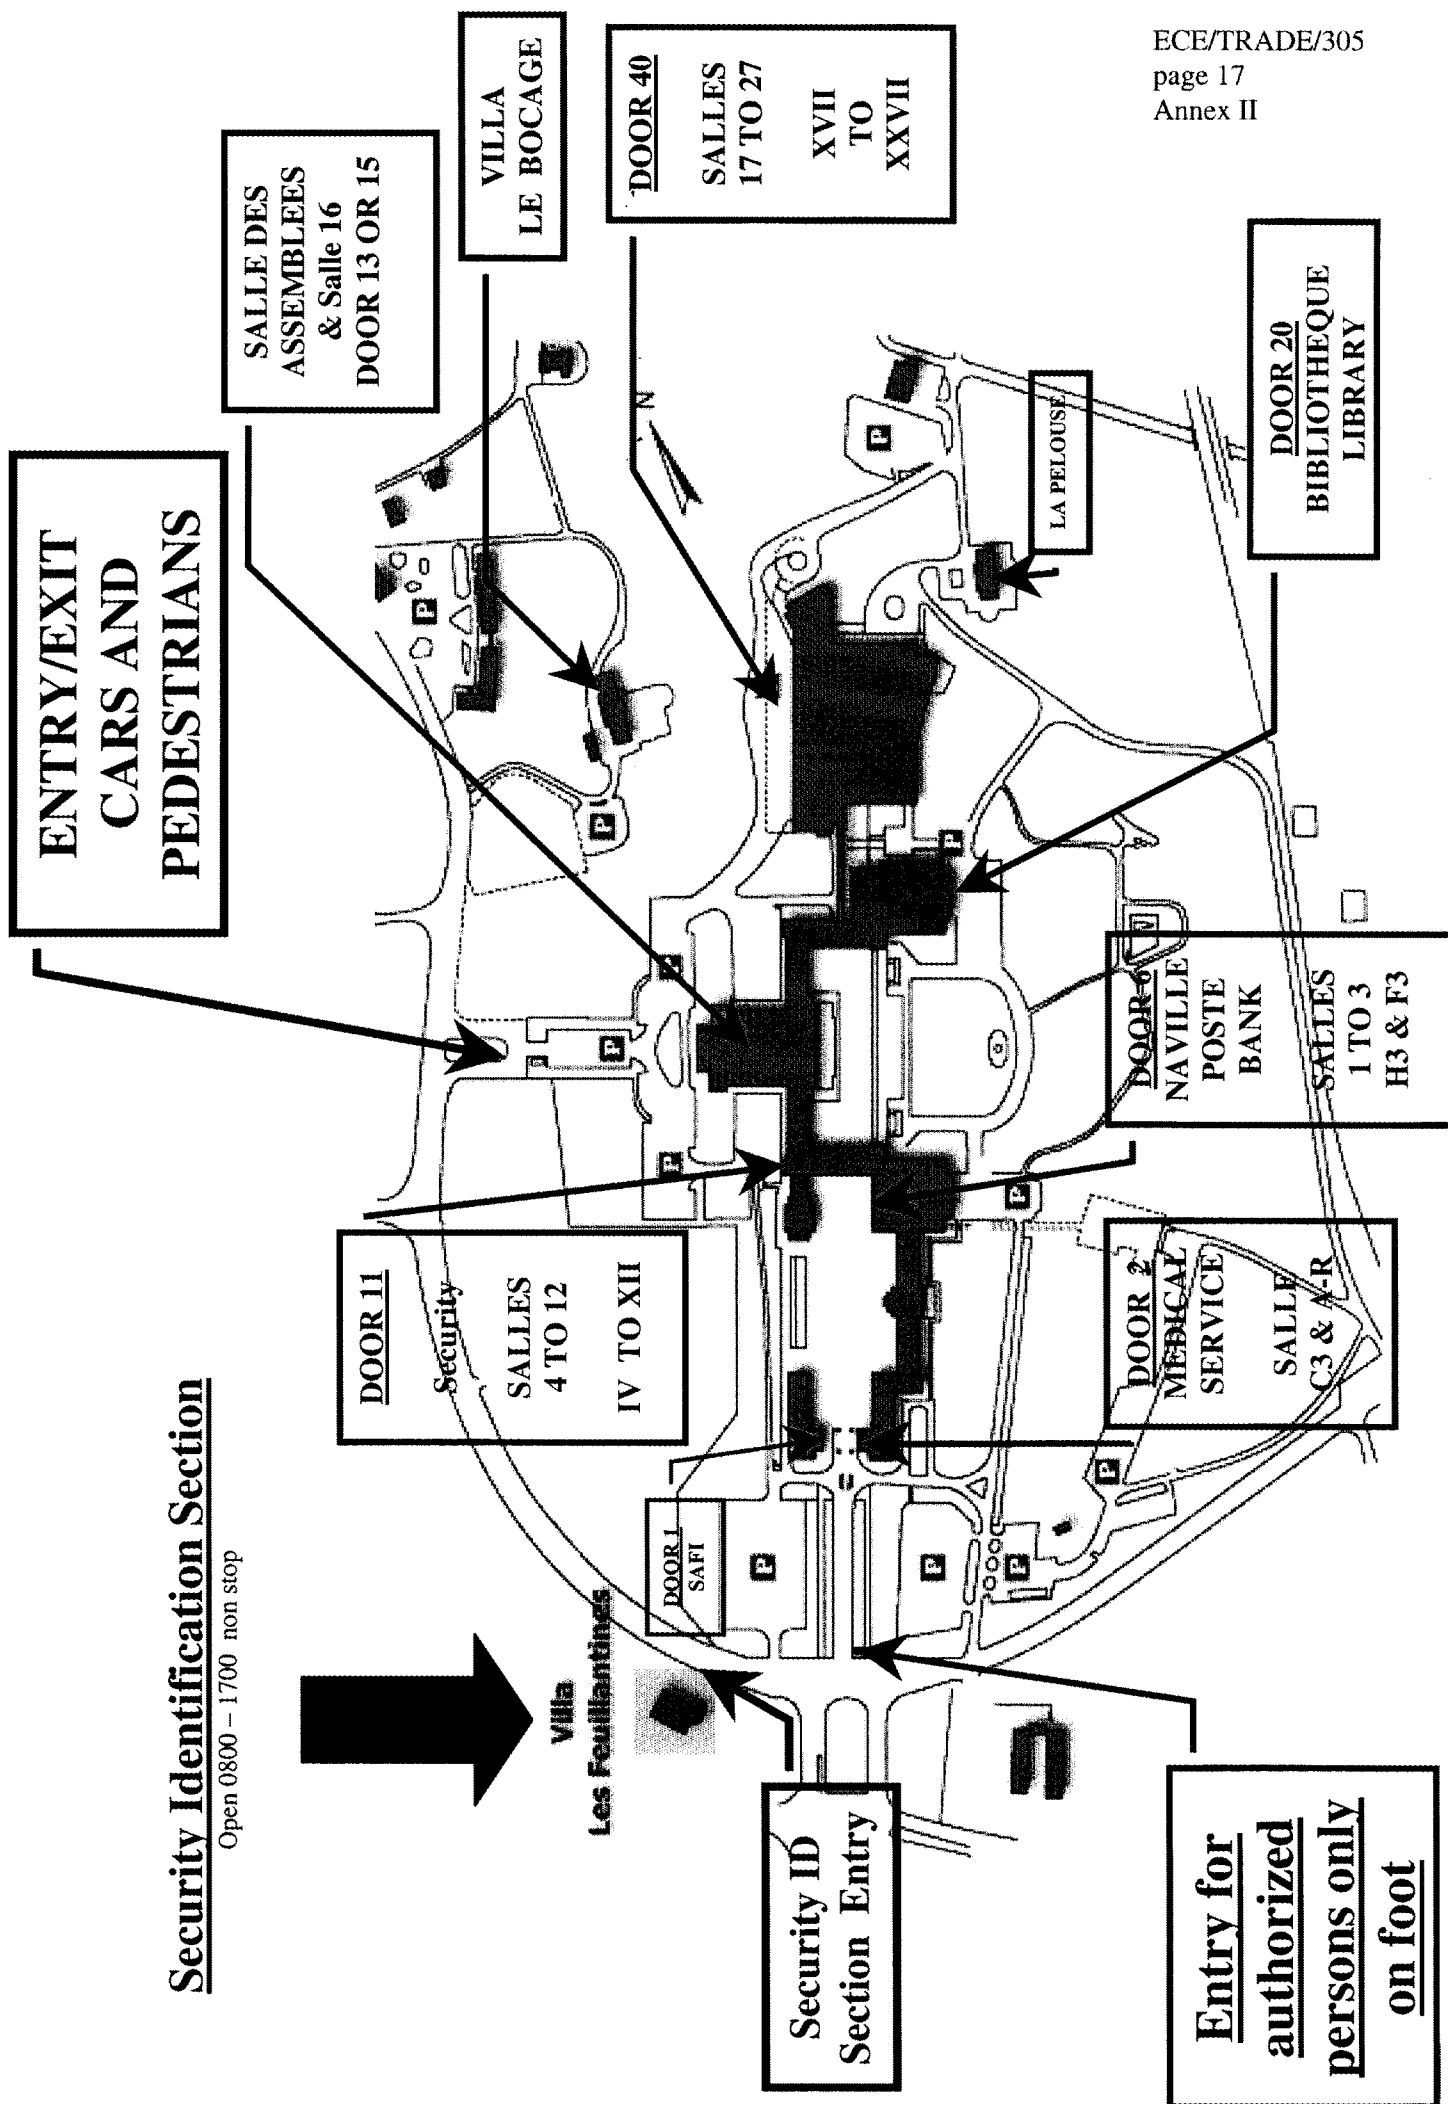 ECE/TRADE/305
page 17
Annex II
Security Identification Section
Open 0800 – 1700 non stop
ENTRY/EXIT
CARS AND
PEDESTRIANS
SALLE DES
ASSEMBLEES
& Salle 16
DOOR 13 OR 15
VILLA
LE BOCAGE
DOOR 40
SALLES
17 TO 27
XVII
TO
XXVII
N
LA PELOUSE
DOOR 20
BIBLIOTHEQUE
LIBRARY
DOOR 6
NAVILLE
POSTE
BANK
SALLES
1 TO 3
H3 & F3
DOOR 11
Security
SALLES
4 TO 12
IV TO XII
DOOR 2
MEDICAL
SERVICE
SALLE
C3 & A-R
DOOR 1
SAFI
Villa
Les Feuillantines
Security ID
Section Entry
Entry for
authorized
persons only
on foot
P
P
P
P
P
P
P
P
P
P
P
P